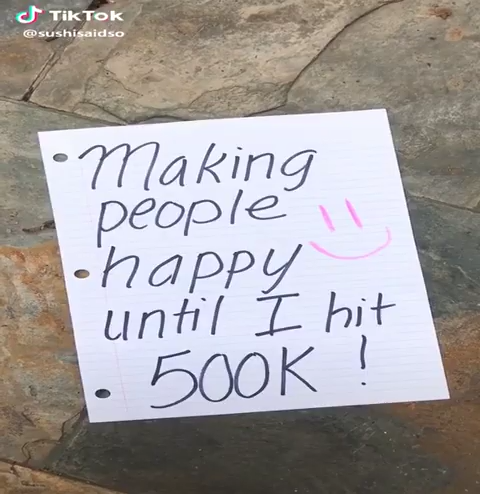 TikTok
@sushisaidso
Making
people
happy
until I hit
500K !